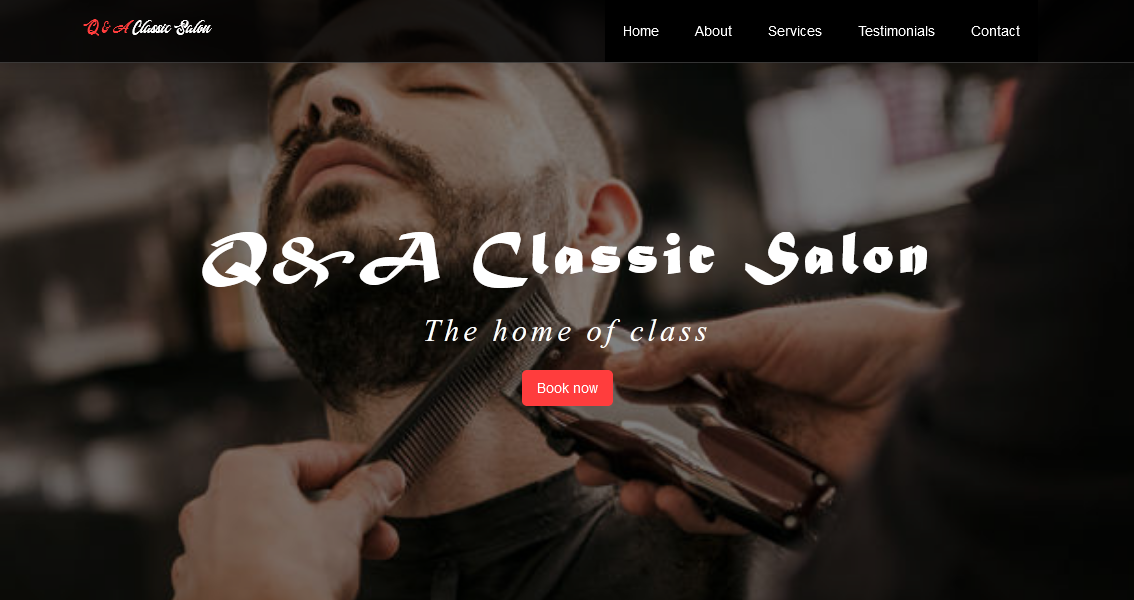 Q & A Classic Salon
Home About Services Testimonials Contact
Q&A Classic Salon
The home of class
Book now